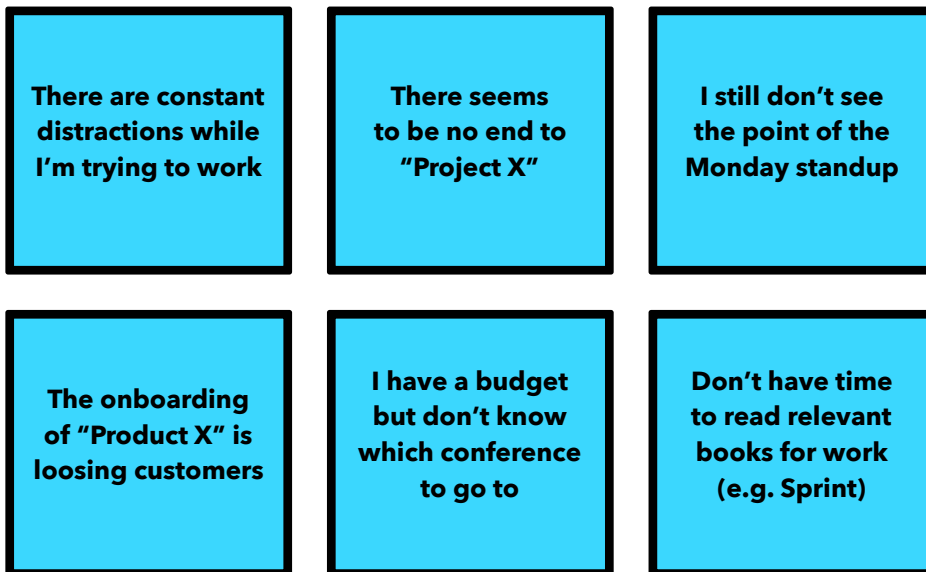 There are constant
distractions while
I’m trying to work
There seems
to be no end to
“Project X”
I still don’t see
the point of the
Monday standup
The onboarding
of “Product X” is
loosing customers
I have a budget
but don’t know
which conference
to go to
Don’t have time
to read relevant
books for work
(e.g. Sprint)